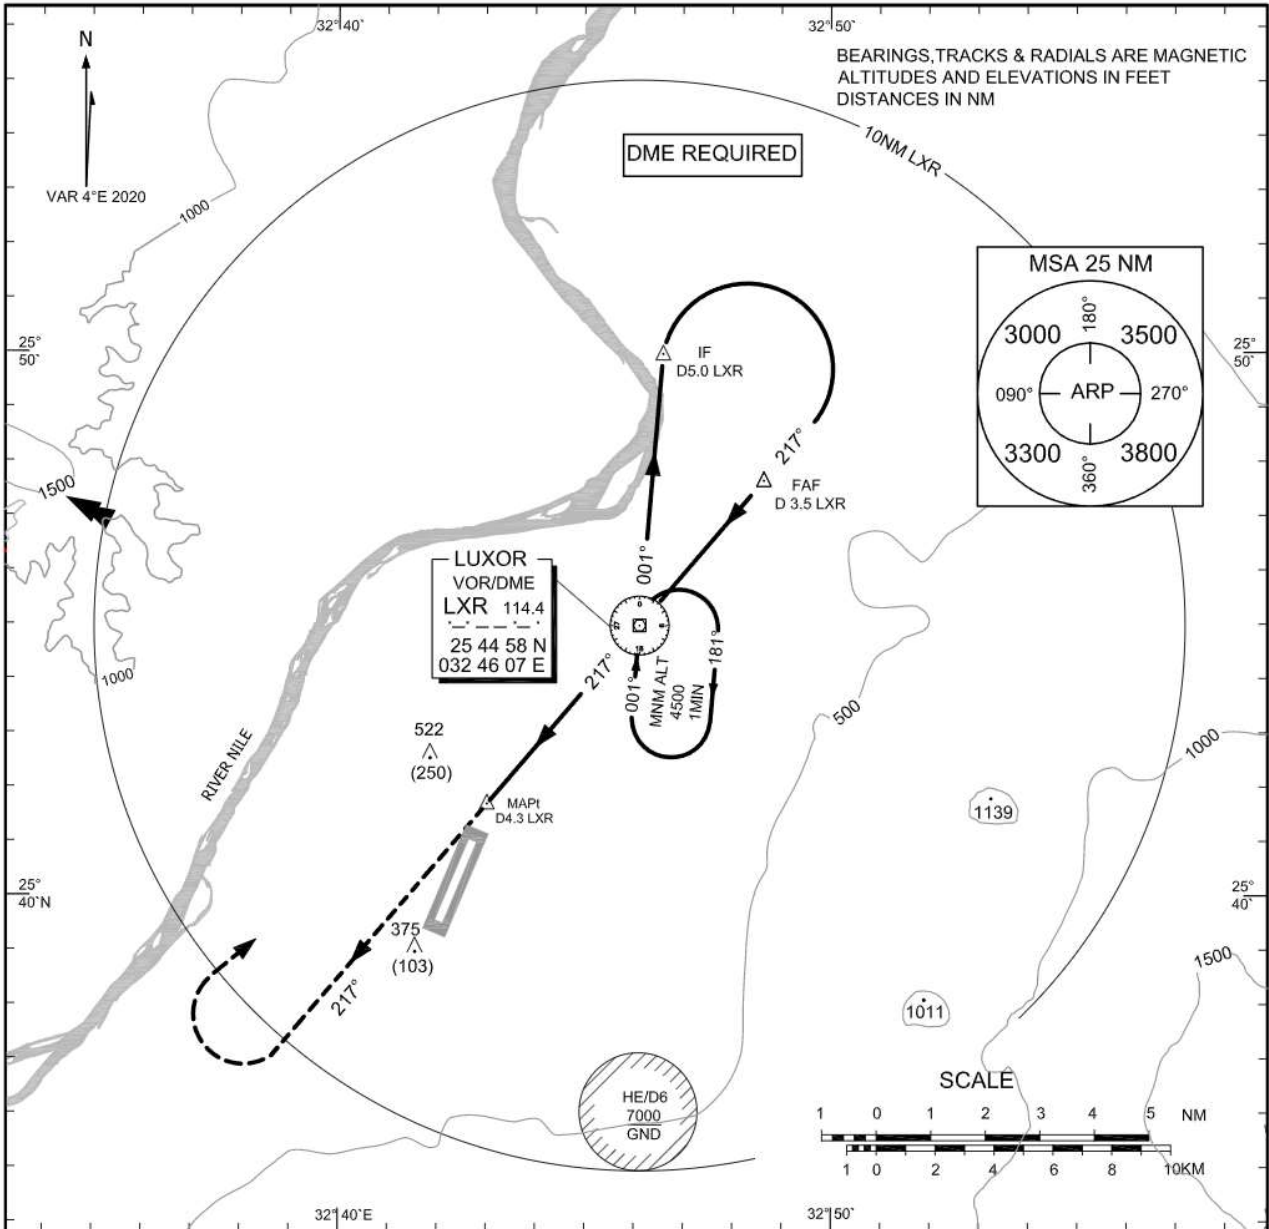 32°40`
32°50`
BEARINGS,TRACKS & RADIALS ARE MAGNETIC
ALTITUDES AND ELEVATIONS IN FEET
DISTANCES IN NM
N
VAR 4°E 2020
10NM LXR
DME REQUIRED
1000
MSA 25 NM
180°
3000
3500
090°
ARP
270°
3300
3800
360°
25°
50`
25°
50`
IF
D5.0 LXR
217°
FAF
D 3.5 LXR
1500
001°
LUXOR
VOR/DME
LXR 114.4
25 44 58 N
032 46 07 E
0
217°
001°
MNM ALT
4500
1MIN
181°
1000
500
1000
RIVER NILE
522
(250)
MAPt
D4.3 LXR
1139
25°
40`N
25°
40`
375
(103)
217°
1500
1011
HE/D6
7000
GND
SCALE
1 0 1 2 3 4 5 NM
1 0 2 4 6 8 10KM
32°40`E
32°50`